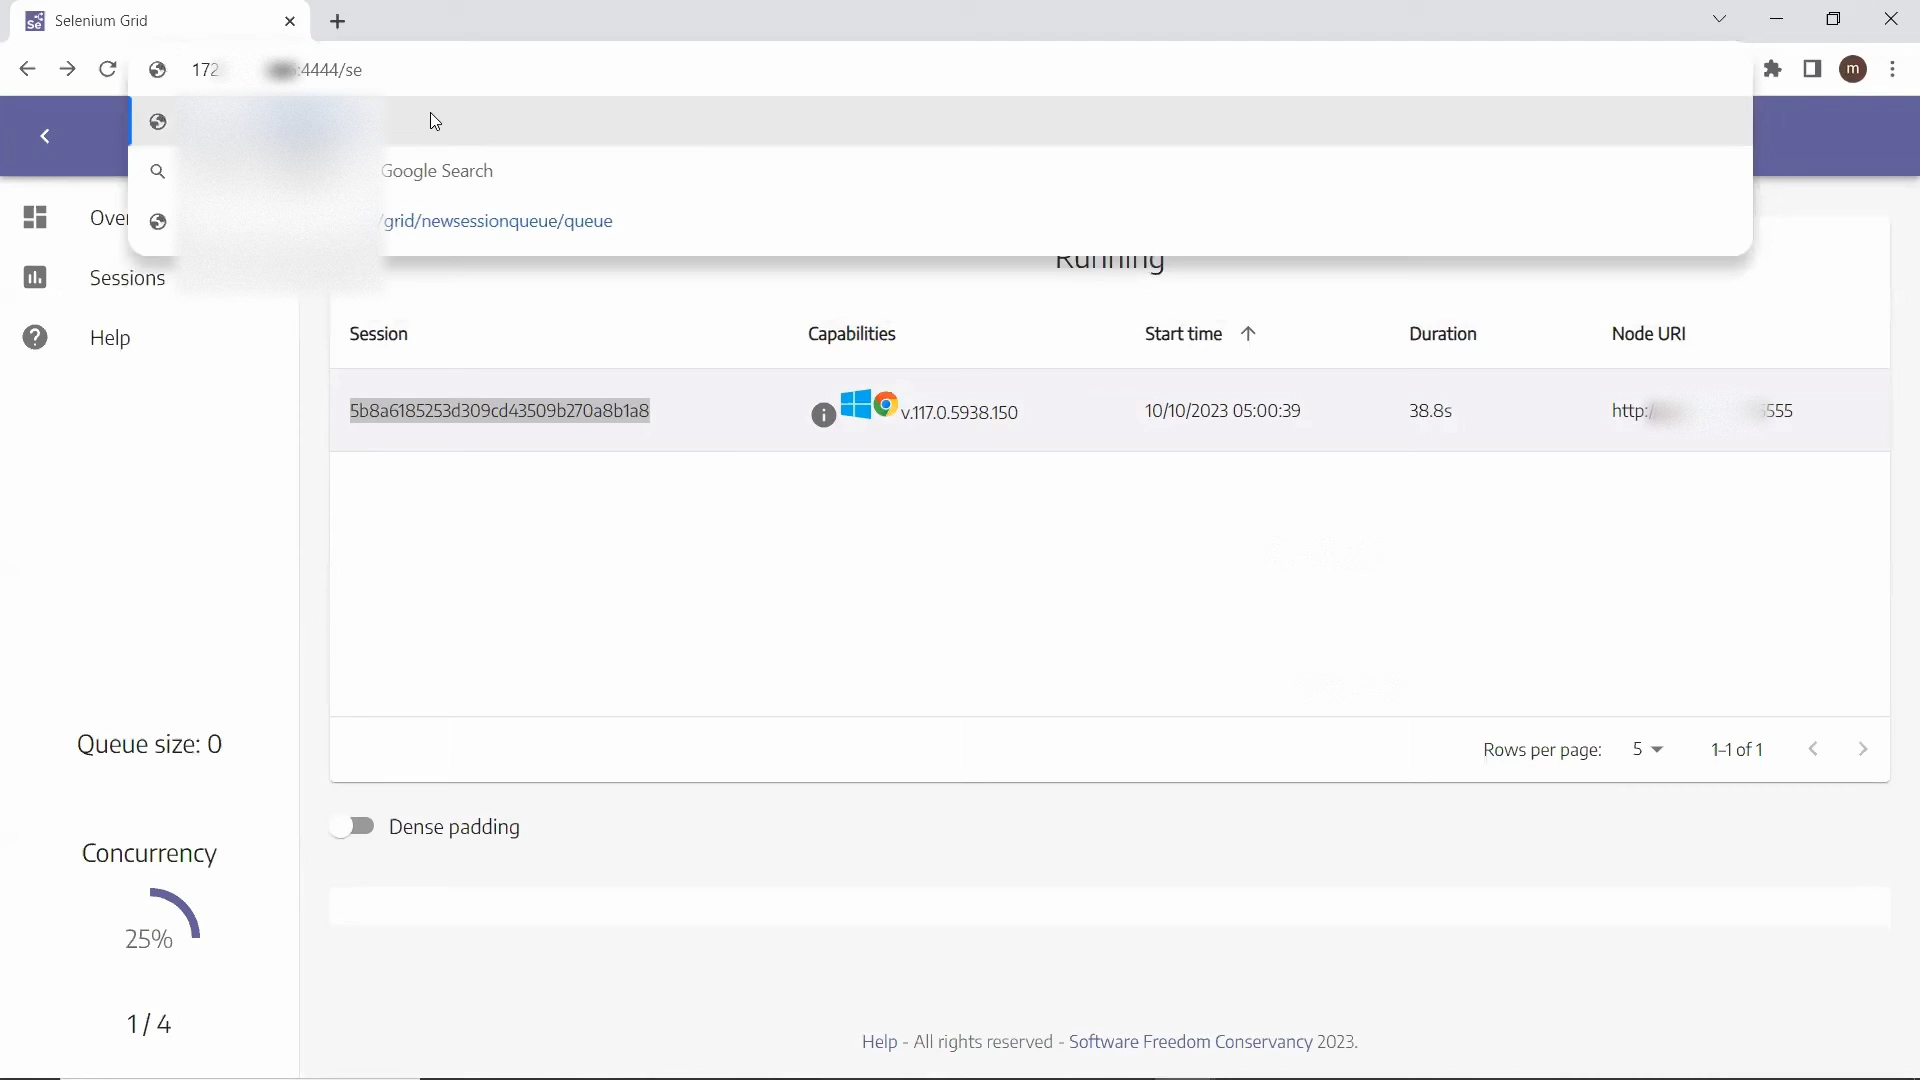 Selenium Grid
172 :4444/se
m
Google Search
/grid/newsessionqueue/queue
Over
Sessions
Help
Running
Session Capabilities Start time Duration Node URI
5b8a6185253d309cd43509b270a8b1a8 v.117.0.5938.150 10/10/2023 05:00:39 38.8s http:/ 5555
Queue size: 0
Rows per page: 5 1-1 of 1
Dense padding
Concurrency
25%
1 / 4
Help - All rights reserved - Software Freedom Conservancy 2023.